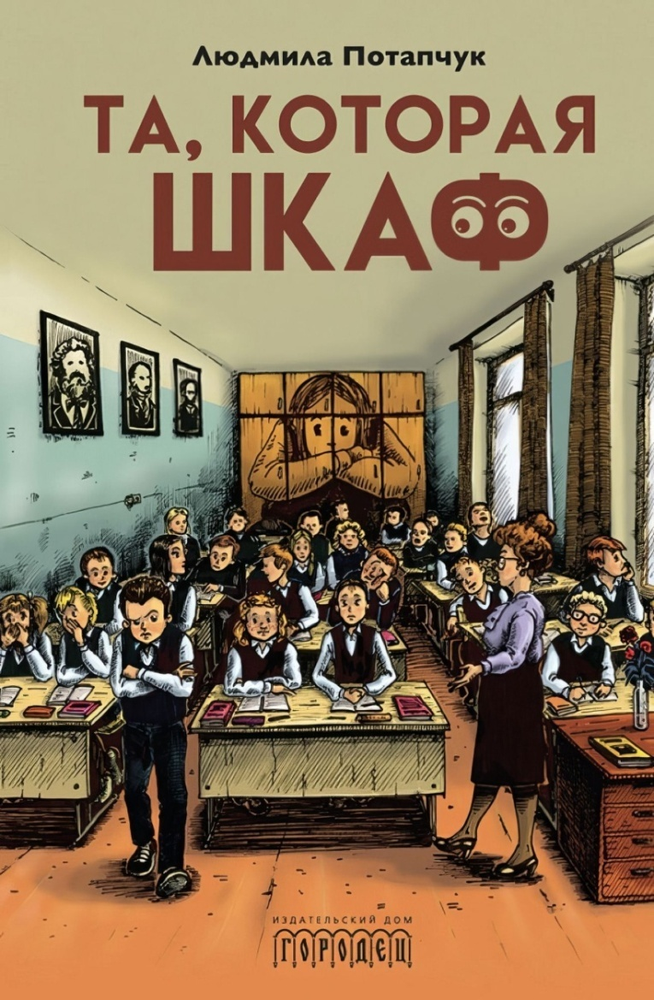 Людмила Потапчук
ТА, КОТОРАЯ
ШКАФ
ИЗДАТЕЛЬСКИЙ ДОМ
ГОРОДЕЦ